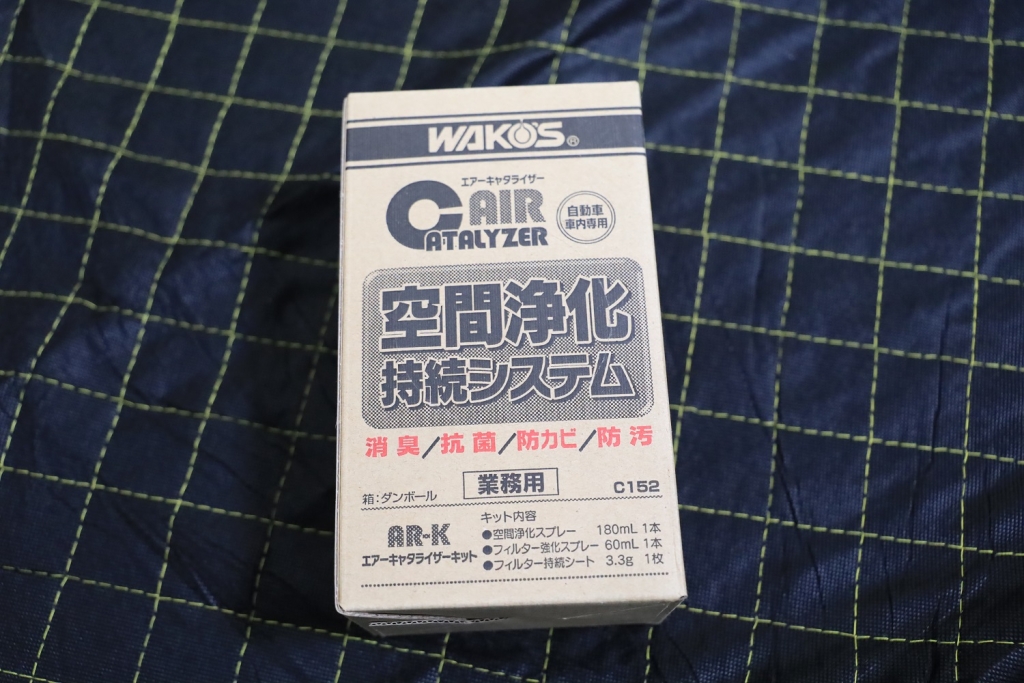 WAKO'S®
エアーキャタライザー
AIR
CATALYZER
自動車
車内専用
空間浄化
持続システム
消臭/抗菌/防カビ/防汚
箱:ダンボール
業務用
C152
AR-K
エアーキャタライザーキット
キット内容
●空間浄化スプレー 180mL 1本
●フィルター強化スプレー 60mL 1本
●フィルター持続シート 3.3g 1枚